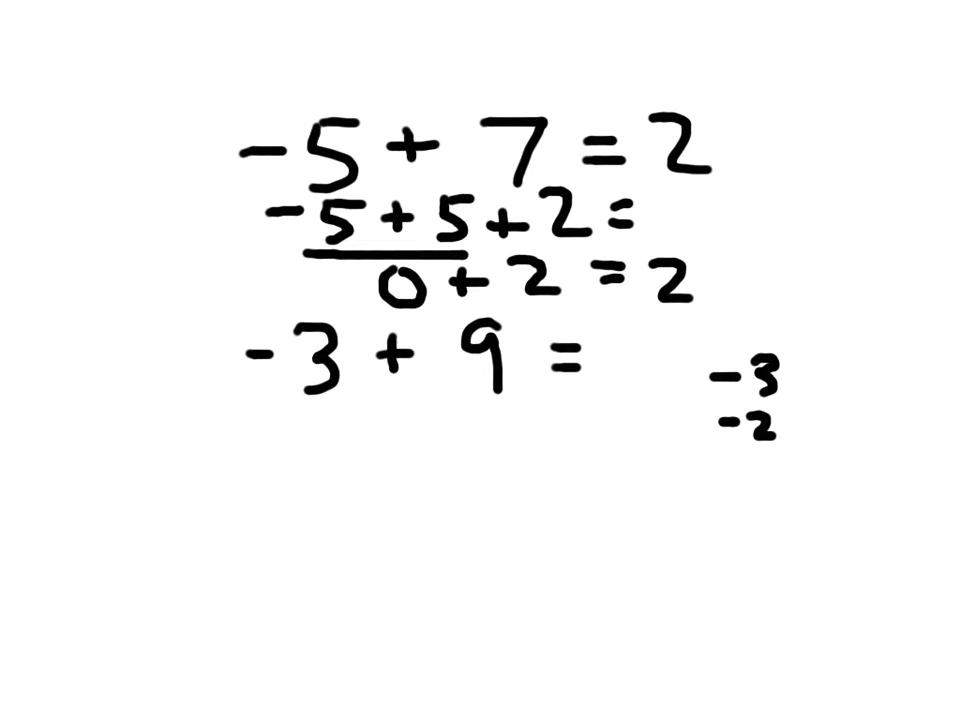 -5 + 7 = 2
-5 + 5 + 2 =
0 + 2 = 2
-3 + 9 =
-3
-2